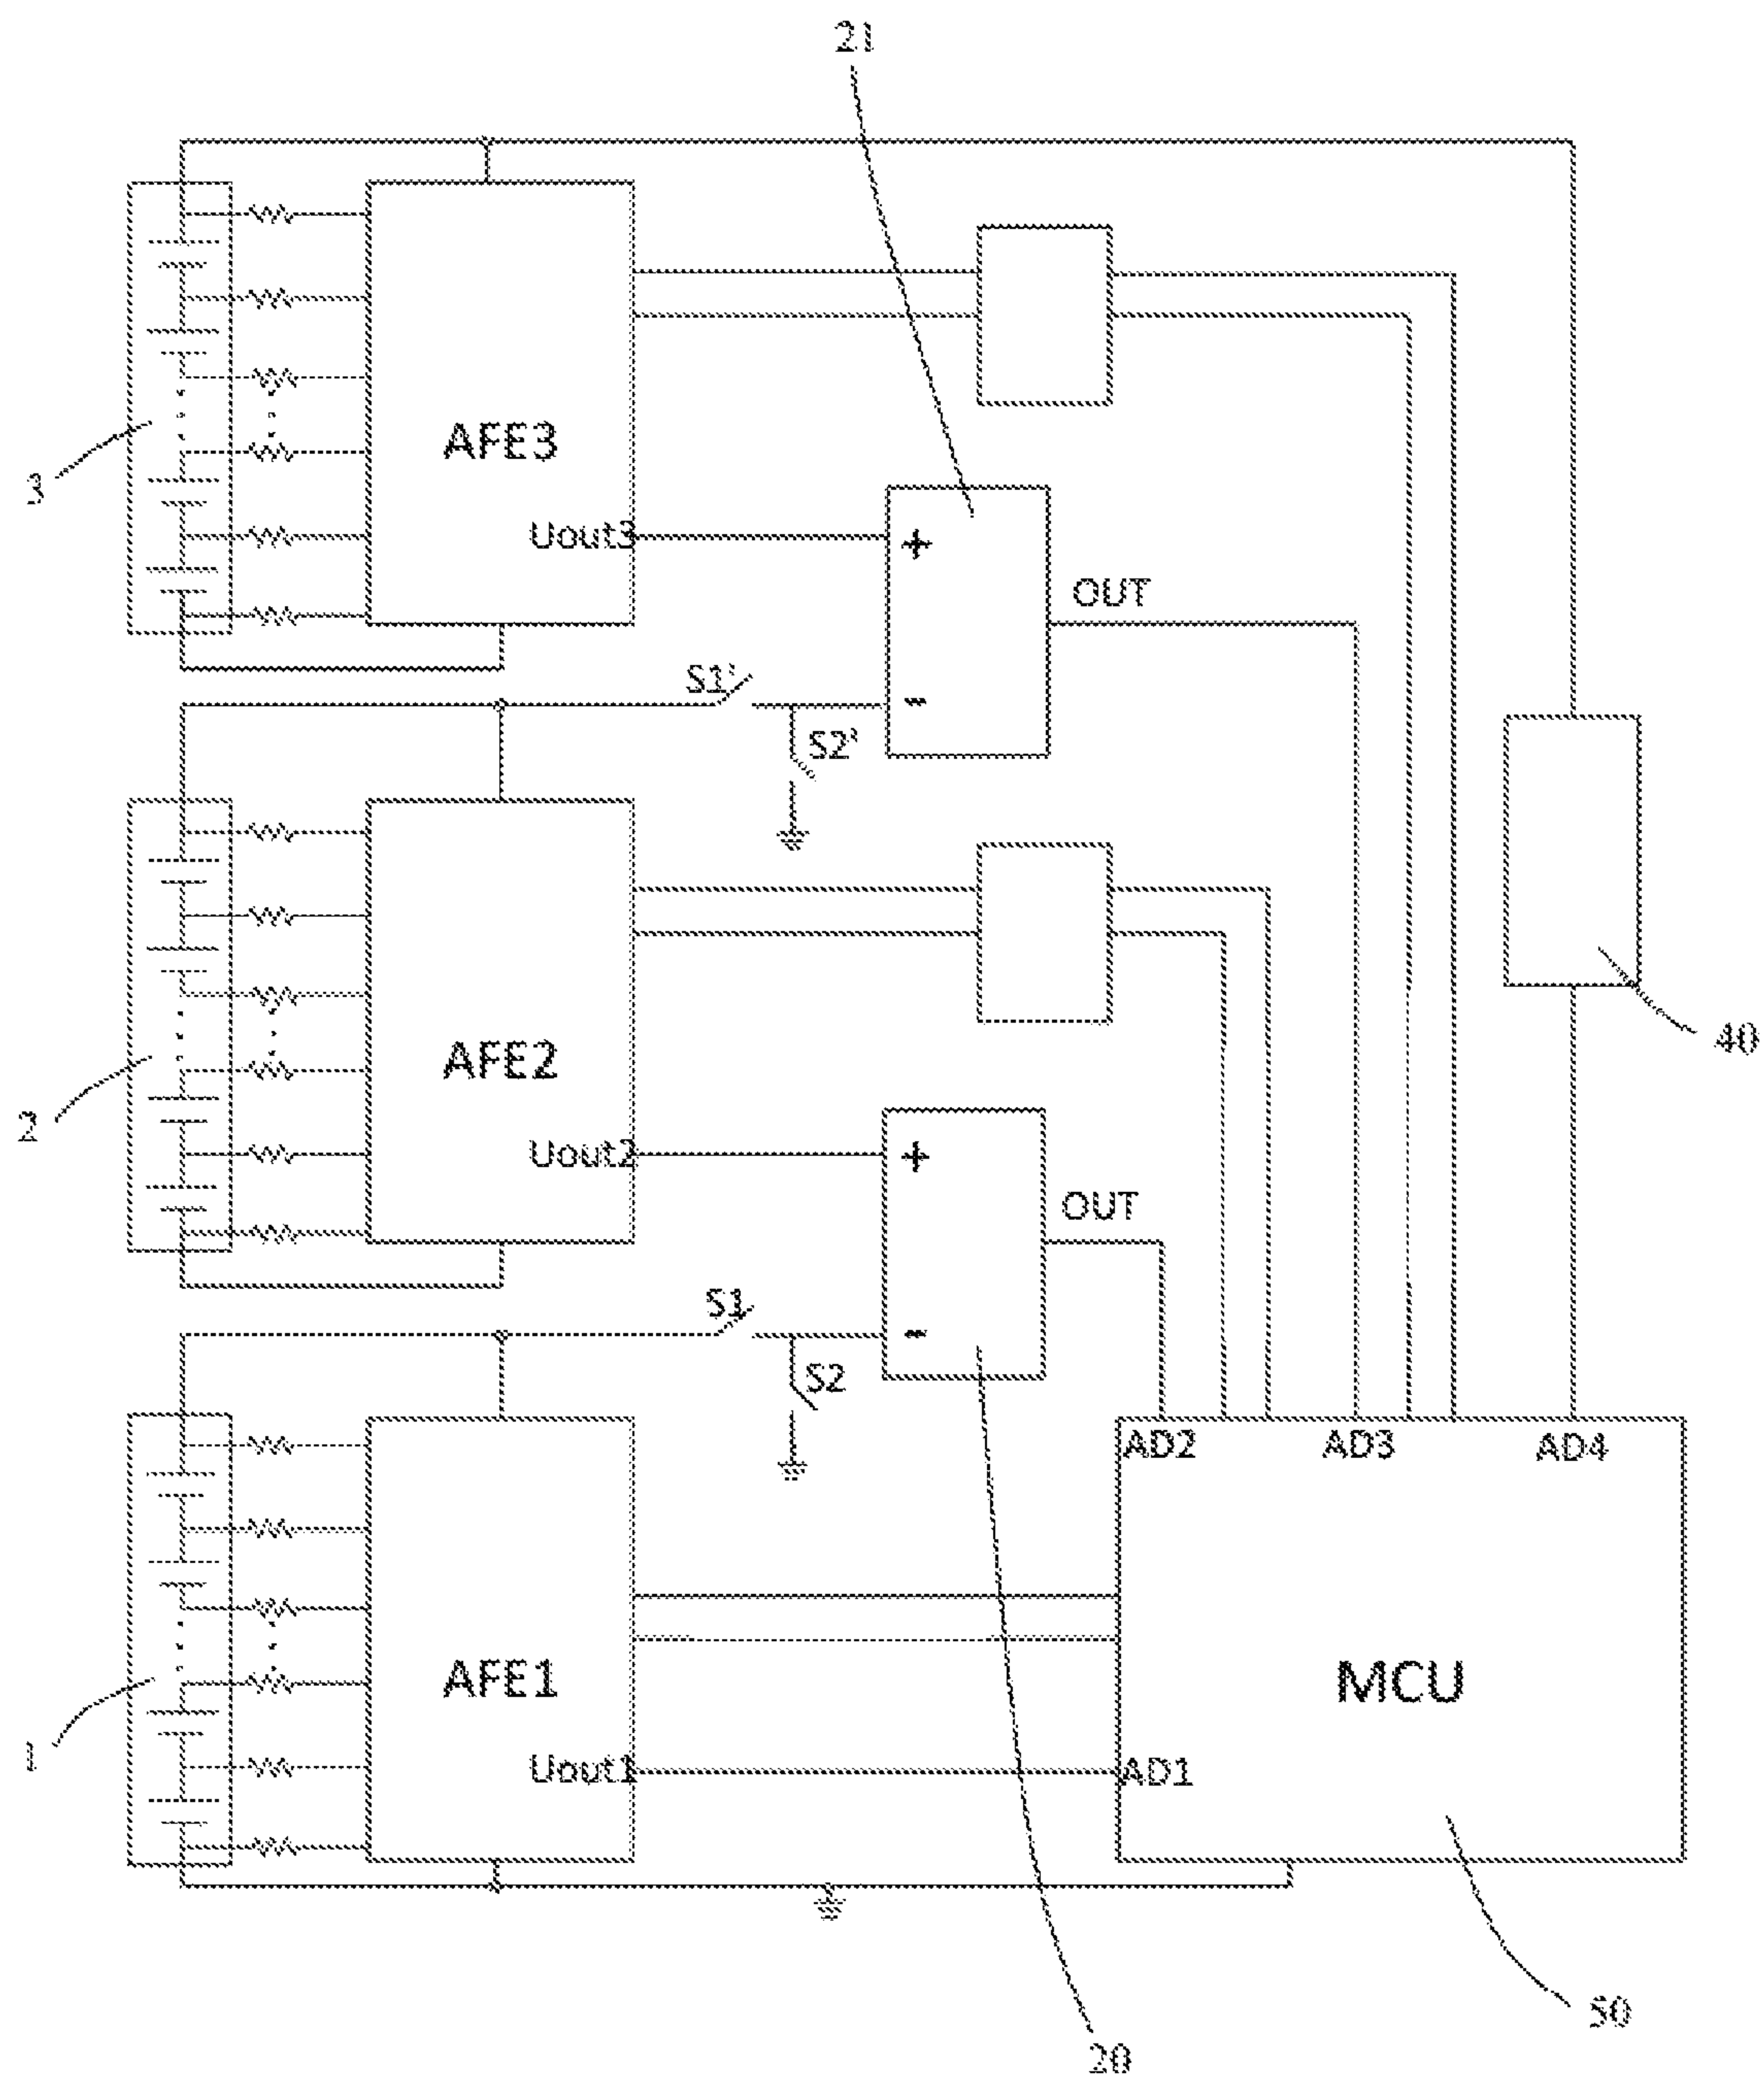 21
AFE3
3
Uout3
+
OUT
S1'
-
S2'
AFE2
40
2
Uout2
+
OUT
S1
-
S2
AD2
AD3
AD4
AFE1
MCU
1
Uout1
AD1
50
20